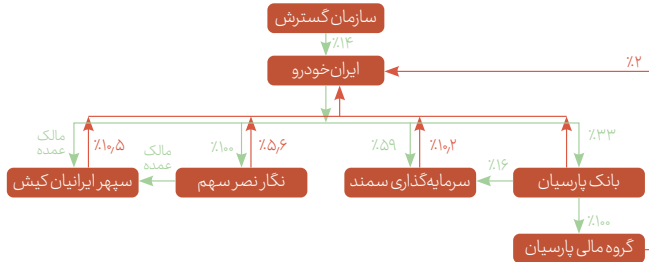 سازمان گسترش
٪۱۴
ایران‌خودرو
٪۲
مالک
عمده
٪۱۰٫۵
مالک
عمده
٪۱۰۰
٪۵٫۶
٪۵۹
٪۱۰٫۲
٪۳۳
سپهر ایرانیان کیش
نگار نصر سهم
سرمایه‌گذاری سمند
٪۱۶
بانک پارسیان
٪۱۰۰
گروه مالی پارسیان